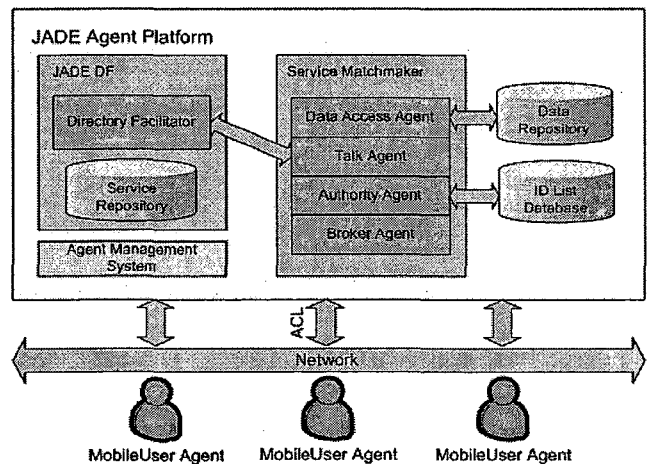 JADE Agent Platform
JADE DF
Directory Facilitator
Service
Repository
Agent Management
System
Service Matchmaker
Data Access Agent
Talk Agent
Authority Agent
Broker Agent
Data
Repository
ID List
Database
ACL
Network
MobileUser Agent
MobileUser Agent
MobileUser Agent